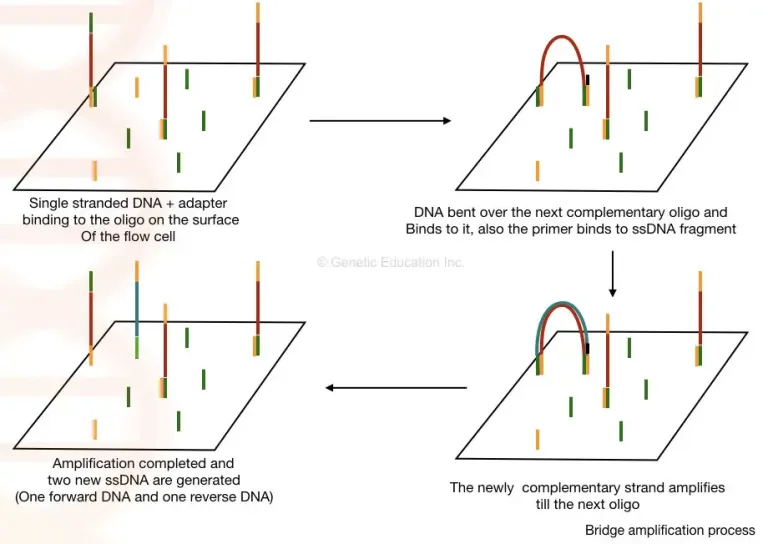 Single stranded DNA + adapter
binding to the oligo on the surface
Of the flow cell
DNA bent over the next complementary oligo and
Binds to it, also the primer binds to ssDNA fragment
© Genetic Education Inc.
Amplification completed and
two new ssDNA are generated
(One forward DNA and one reverse DNA)
The newly complementary strand amplifies
till the next oligo
Bridge amplification process